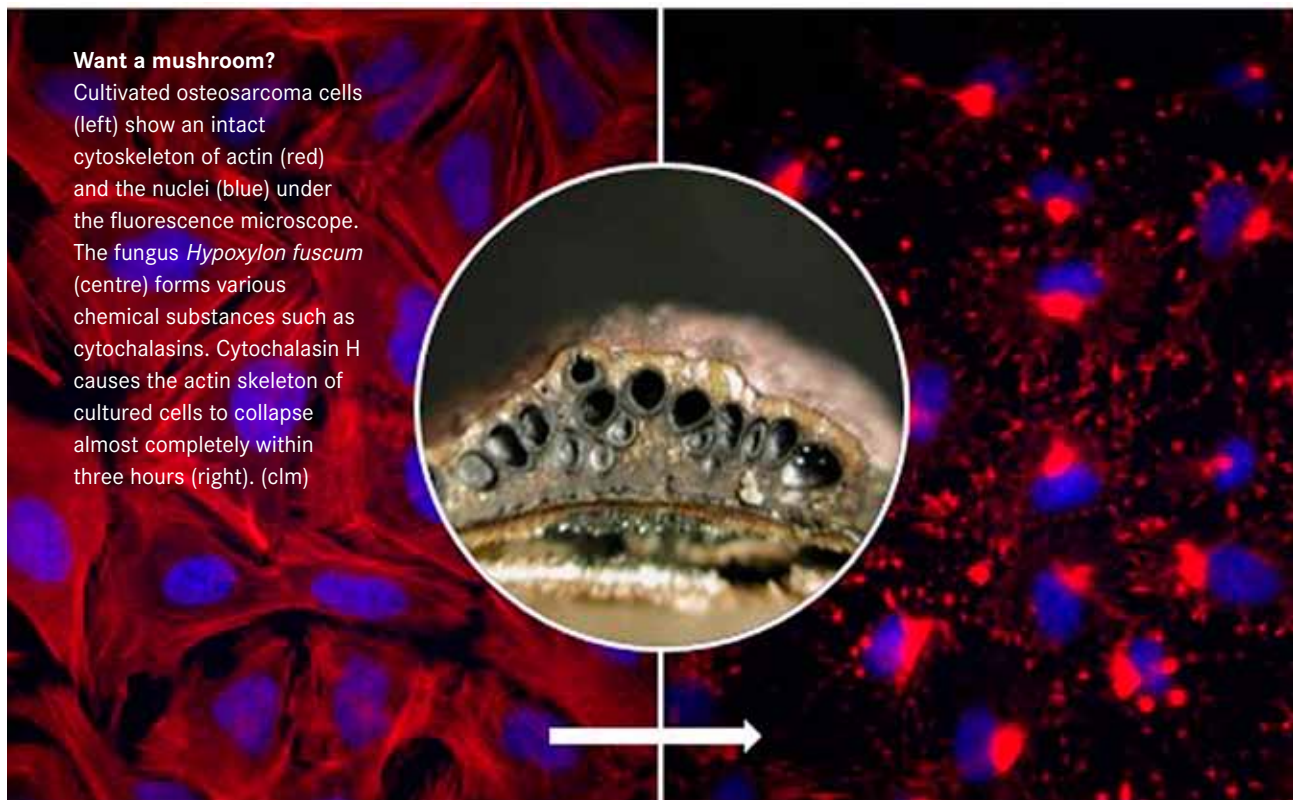 Want a mushroom?
Cultivated osteosarcoma cells
(left) show an intact
cytoskeleton of actin (red)
and the nuclei (blue) under
the fluorescence microscope.
The fungus Hypoxylon fuscum
(centre) forms various
chemical substances such as
cytochalasins. Cytochalasin H
causes the actin skeleton of
cultured cells to collapse
almost completely within
three hours (right). (clm)